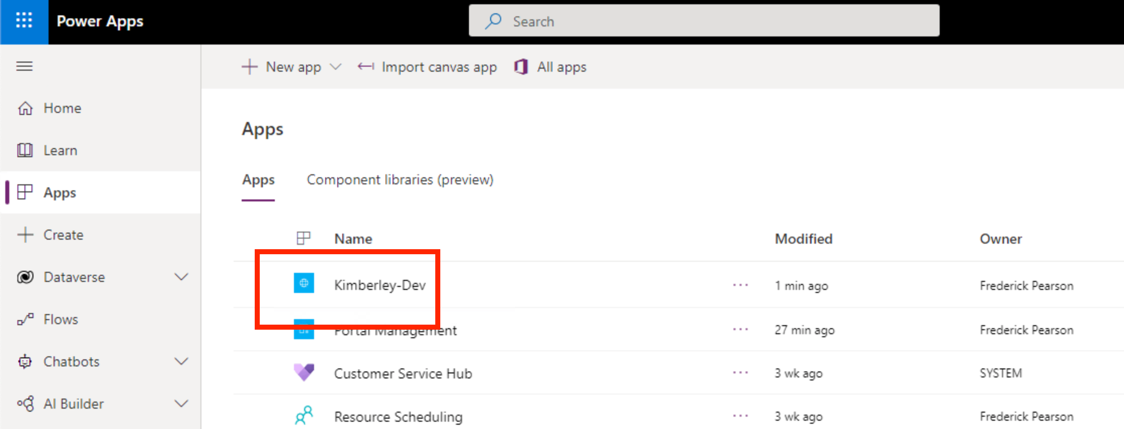 Power Apps
Search
New app
Import canvas app
All apps
Home
Learn
Apps
Create
Dataverse
Flows
Chatbots
AI Builder
Apps
Apps
Component libraries (preview)
Name Modified Owner
Kimberley-Dev ... 1 min ago Frederick Pearson
Portal Management ... 27 min ago Frederick Pearson
Customer Service Hub ... 3 wk ago SYSTEM
Resource Scheduling ... 3 wk ago Frederick Pearson